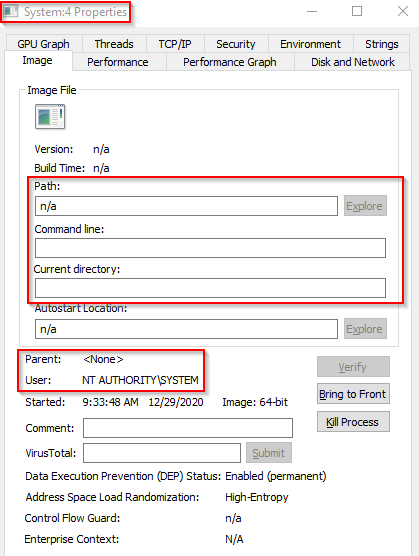 System:4 Properties
GPU Graph Threads TCP/IP Security Environment Strings
Image Performance Performance Graph Disk and Network
Image File
Version: n/a
Build Time: n/a
Path:
n/a Explore
Command line:
Current directory:
Autostart Location:
n/a Explore
Parent: <None>
User: NT AUTHORITY\SYSTEM
Verify
Started: 9:33:48 AM 12/29/2020 Image: 64-bit
Bring to Front
Comment:
Kill Process
VirusTotal: Submit
Data Execution Prevention (DEP) Status: Enabled (permanent)
Address Space Load Randomization: High-Entropy
Control Flow Guard: n/a
Enterprise Context: N/A